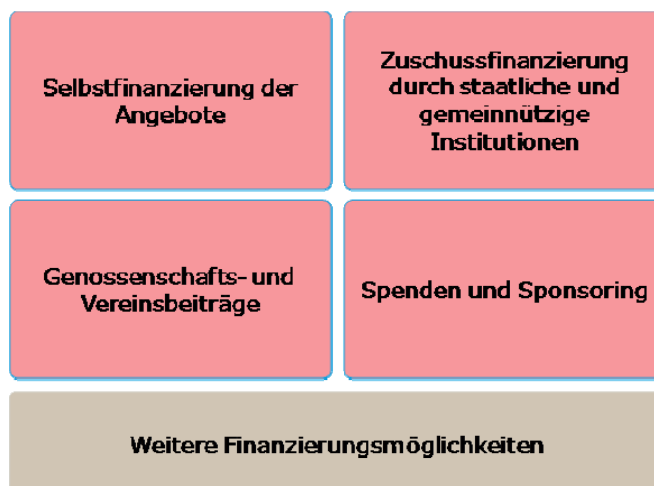 Selbstfinanzierung der
Angebote
Zuschussfinanzierung
durch staatliche und
gemeinnützige
Institutionen
Genossenschafts- und
Vereinsbeiträge
Spenden und Sponsoring
Weitere Finanzierungsmöglichkeiten